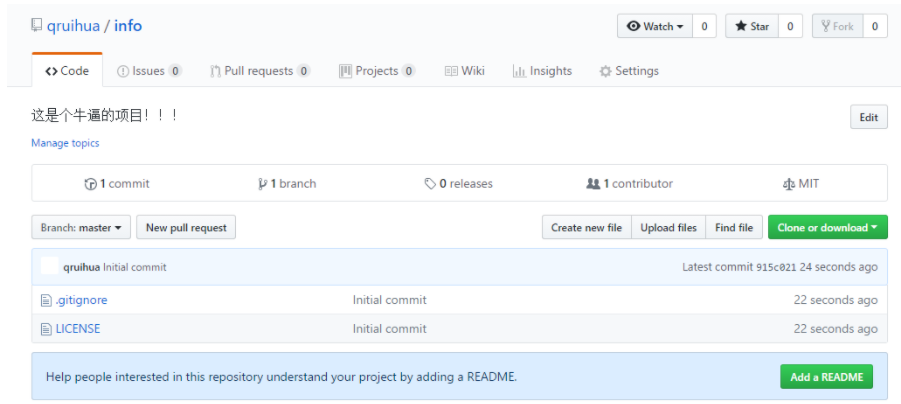 qruihua / info Watch 0 Star 0 Fork 0
Code Issues 0 Pull requests 0 Projects 0 Wiki Insights Settings
这是个牛逼的项目！！！ Edit
Manage topics
1 commit 1 branch 0 releases 1 contributor MIT
Branch: master New pull request Create new file Upload files Find file Clone or download
qruihua Initial commit Latest commit 915c021 24 seconds ago
.gitignore Initial commit 22 seconds ago
LICENSE Initial commit 22 seconds ago
Help people interested in this repository understand your project by adding a README. Add a README